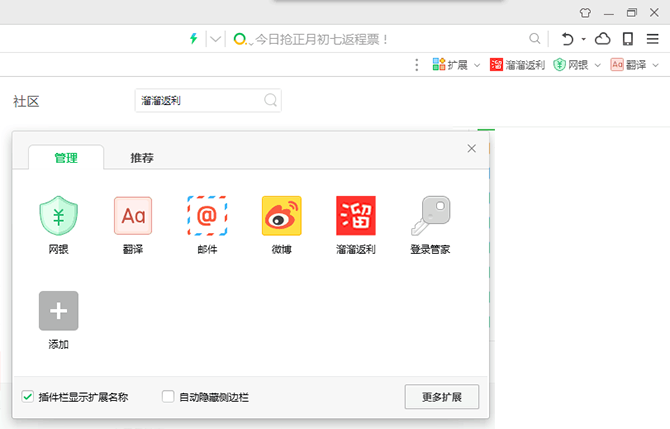 今日抢正月初七返程票！
扩展 溜溜返利 网银 Aa 翻译
社区 溜溜返利
管理 推荐
¥ Aa @ 溜
网银 翻译 邮件 微博 溜溜返利 登录管家
添加
插件栏显示扩展名称 自动隐藏侧边栏 更多扩展